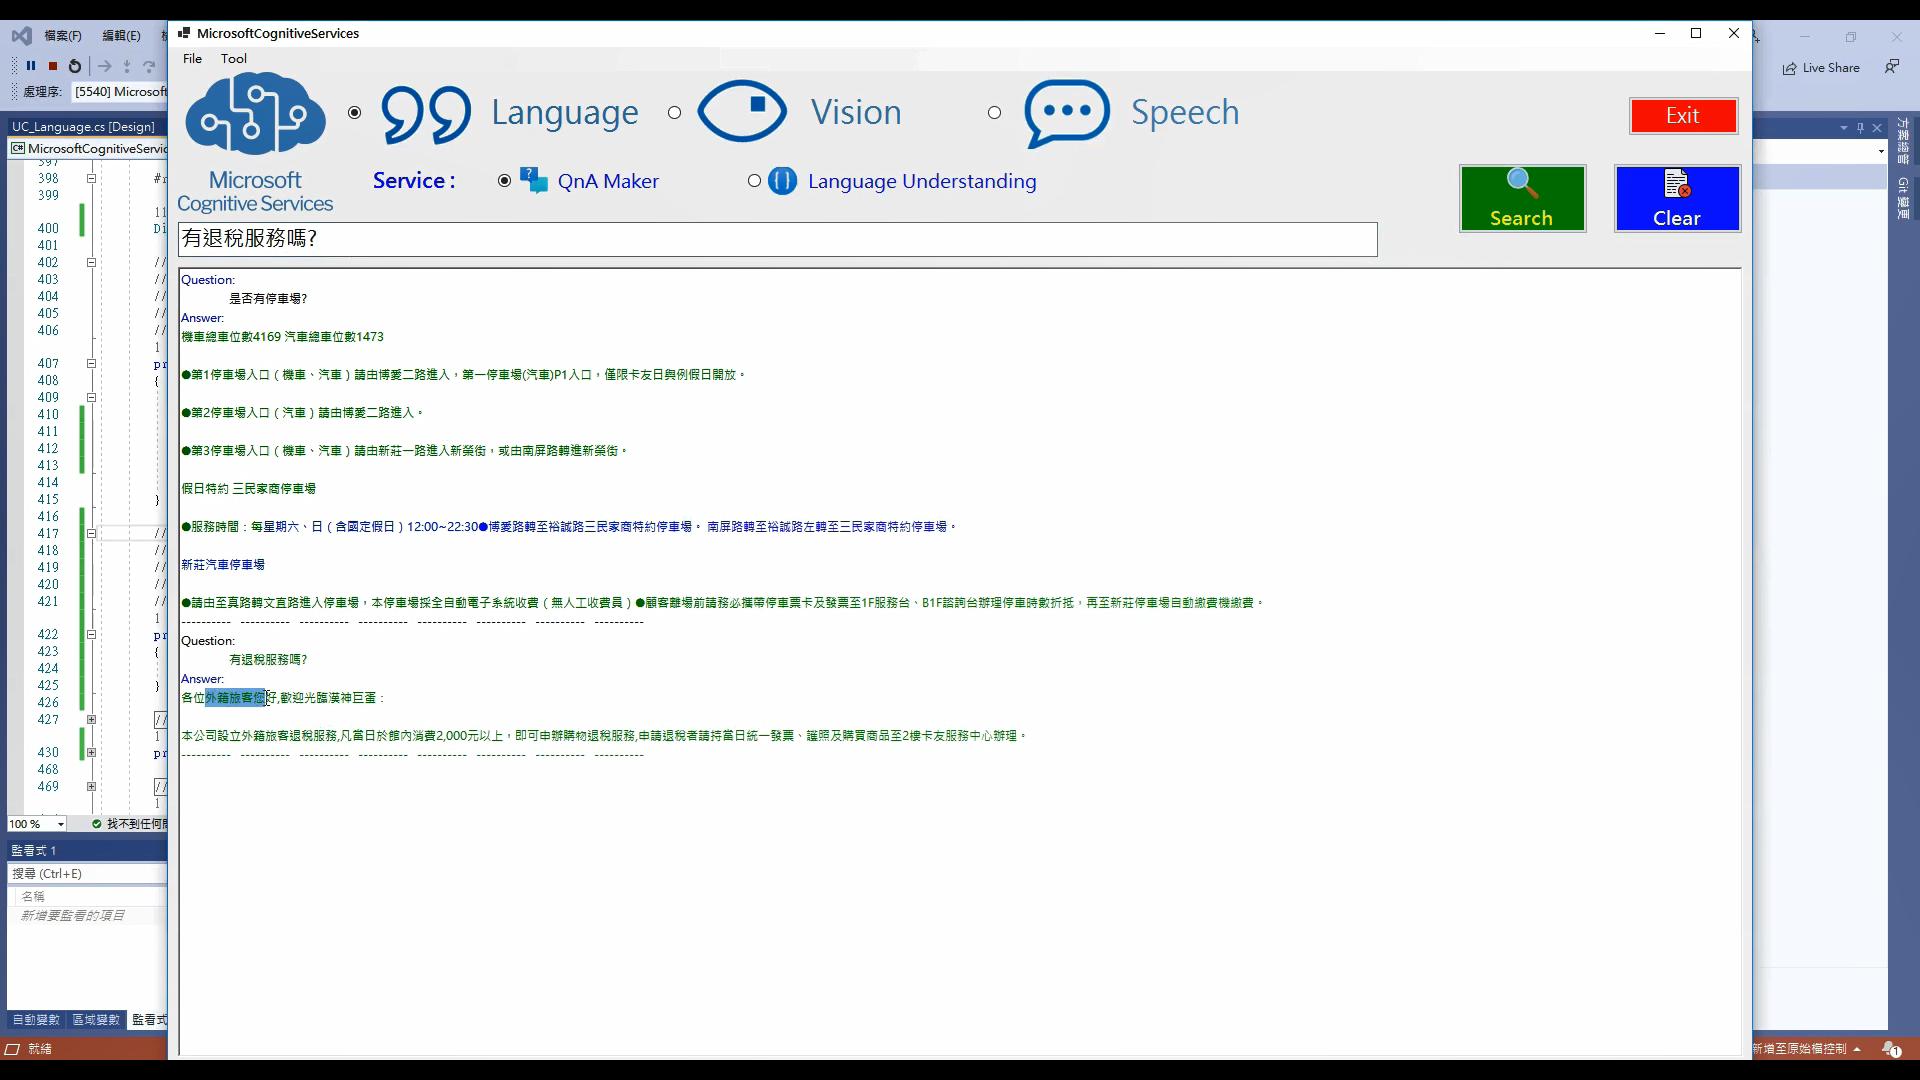 檔案(F) 編輯(E)
MicrosoftCognitiveServices
File Tool
Live Share
處理序: [5540] Microsoft
Language Vision Speech
Exit
UC_Language.cs [Design]
MicrosoftCognitiveServic
Microsoft
Cognitive Services
Service : QnA Maker Language Understanding
Search
Clear
方案總管
Git 變更
有退稅服務嗎?
Question:
是否有停車場?
Answer:
機車總車位數4169 汽車總車位數1473
●第1停車場入口（機車、汽車）請由博愛二路進入，第一停車場(汽車)P1入口，僅限卡友日與例假日開放。
●第2停車場入口（汽車）請由博愛二路進入。
●第3停車場入口（機車、汽車）請由新莊一路進入新榮街，或由南屏路轉進新榮街。
假日特約 三民家商停車場
●服務時間：每星期六、日（含國定假日）12:00~22:30●博愛路轉至裕誠路三民家商特約停車場。 南屏路轉至裕誠路左轉至三民家商特約停車場。
新莊汽車停車場
●請由至真路轉文直路進入停車場，本停車場採全自動電子系統收費（無人工收費員）●顧客離場前請務必攜帶停車票卡及發票至1F服務台、B1F諮詢台辦理停車時數折抵，再至新莊停車場自動繳費機繳費。
---------- ---------- ---------- ---------- ---------- ---------- ---------- ----------
Question:
有退稅服務嗎?
Answer:
各位外籍旅客您好,歡迎光臨漢神巨蛋：
本公司設立外籍旅客退稅服務,凡當日於館內消費2,000元以上，即可申辦購物退稅服務,申請退稅者請持當日統一發票、護照及購買商品至2樓卡友服務中心辦理。
---------- ---------- ---------- ---------- ---------- ---------- ---------- ----------
397
398 #r
399
11
400 Di
401
402 //
403 //
404 //
405 //
406 //
1
407 pr
408 {
409
410
411
412
413
414
415 }
416
417 //
418 //
419 //
420 //
421 //
1
422 pr
423 {
424
425 }
426
427 //
1
430 pr
468
469 //
1
100 % 找不到任何問
監看式 1
搜尋 (Ctrl+E)
名稱
新增要監看的項目
自動變數 區域變數 監看式
就緒
新增至原始檔控制
1